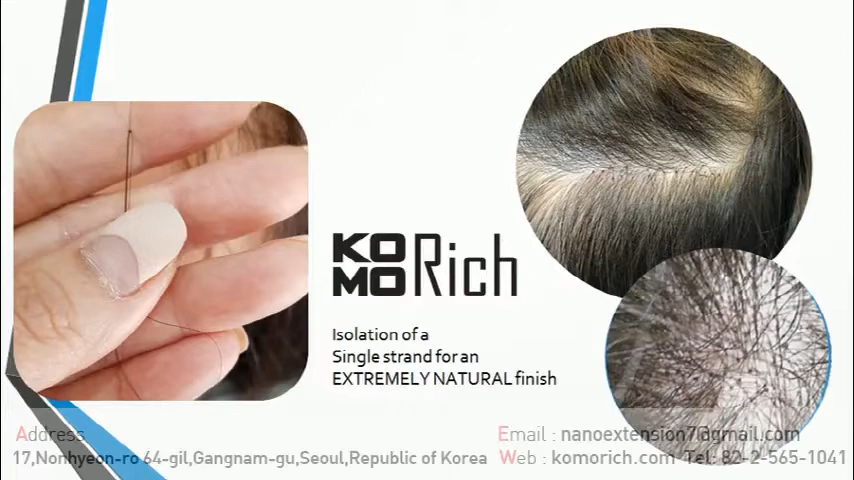 KO
MO Rich
Isolation of a
Single strand for an
EXTREMELY NATURAL finish
Address
17,Nonhyeon-ro 64-gil,Gangnam-gu,Seoul,Republic of Korea
Email : nanoextension7@gmail.com
Web : komorich.com Tel: 82-2-565-1041